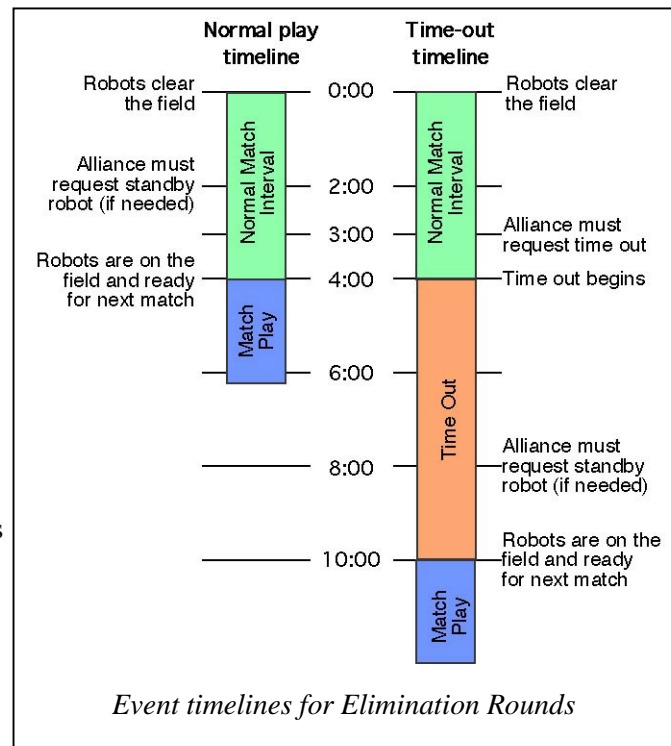 Normal play
timeline
Time-out
timeline
Robots clear
the field
0:00
Robots clear
the field
Normal Match
Interval
Normal Match
Interval
Alliance must
request standby
robot (if needed)
2:00
3:00
Alliance must
request time out
Robots are on the
field and ready
for next match
4:00
Time out begins
Match
Play
6:00
Time Out
8:00
Alliance must
request standby
robot (if needed)
s
10:00
Robots are on the
field and ready
for next match
Match
Play
Event timelines for Elimination Rounds